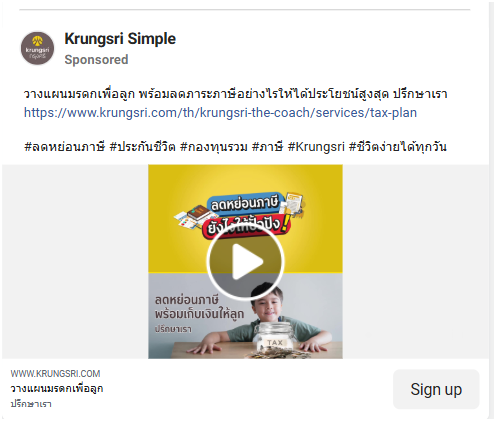 krungsri
simple
Krungsri Simple
Sponsored
วางแผนมรดกเพื่อลูก พร้อมลดภาระภาษีอย่างไรให้ได้ประโยชน์สูงสุด ปรึกษาเรา
https://www.krungsri.com/th/krungsri-the-coach/services/tax-plan
#ลดหย่อนภาษี #ประกันชีวิต #กองทุนรวม #ภาษี #Krungsri #ชีวิตง่ายได้ทุกวัน
ลดหย่อนภาษี
ยังไงให้ปั๊วะปัง!
ลดหย่อนภาษี
พร้อมเก็บเงินให้ลูก
ปรึกษาเรา
TAX
WWW.KRUNGSRI.COM
วางแผนมรดกเพื่อลูก
ปรึกษาเรา
Sign up